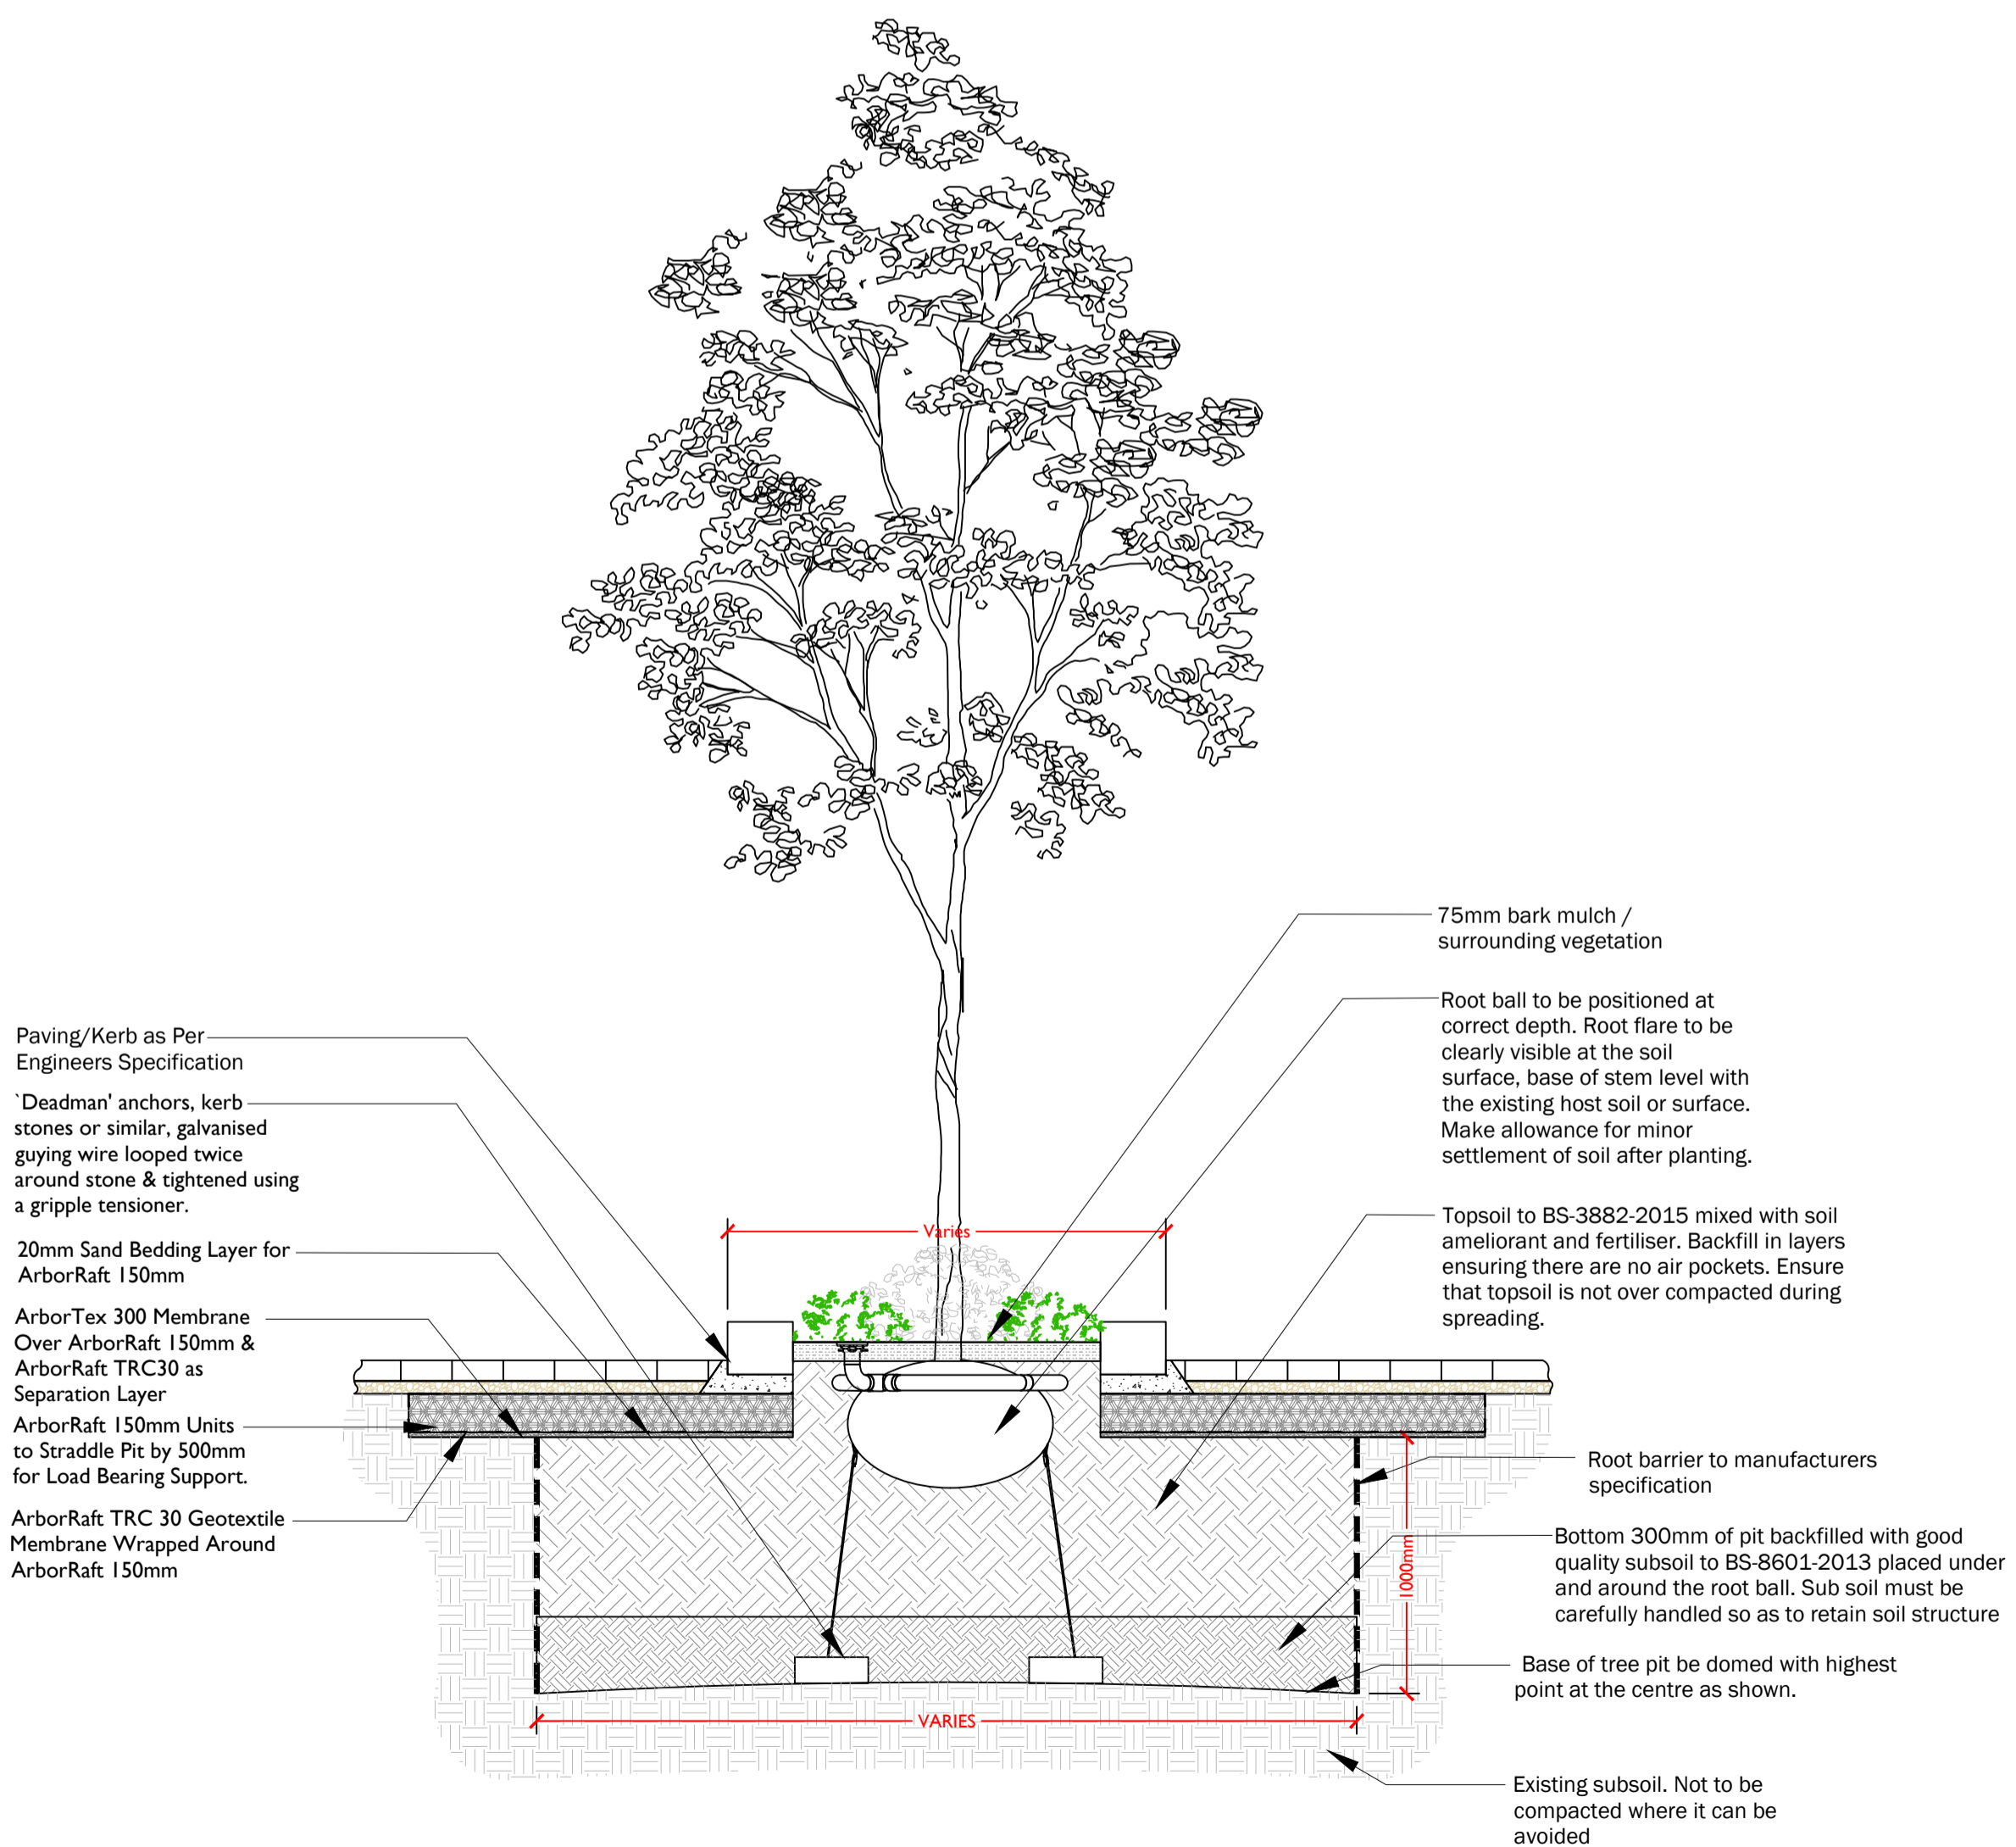 Paving/Kerb as Per
Engineers Specification
`Deadman' anchors, kerb
stones or similar, galvanised
guying wire looped twice
around stone & tightened using
a gripple tensioner.
20mm Sand Bedding Layer for
ArborRaft 150mm
ArborTex 300 Membrane
Over ArborRaft 150mm &
ArborRaft TRC30 as
Separation Layer
ArborRaft 150mm Units
to Straddle Pit by 500mm
for Load Bearing Support.
ArborRaft TRC 30 Geotextile
Membrane Wrapped Around
ArborRaft 150mm
Varies
VARIES
1000mm
75mm bark mulch /
surrounding vegetation
Root ball to be positioned at
correct depth. Root flare to be
clearly visible at the soil
surface, base of stem level with
the existing host soil or surface.
Make allowance for minor
settlement of soil after planting.
Topsoil to BS-3882-2015 mixed with soil
ameliorant and fertiliser. Backfill in layers
ensuring there are no air pockets. Ensure
that topsoil is not over compacted during
spreading.
Root barrier to manufacturers
specification
Bottom 300mm of pit backfilled with good
quality subsoil to BS-8601-2013 placed under
and around the root ball. Sub soil must be
carefully handled so as to retain soil structure
Base of tree pit be domed with highest
point at the centre as shown.
Existing subsoil. Not to be
compacted where it can be
avoided